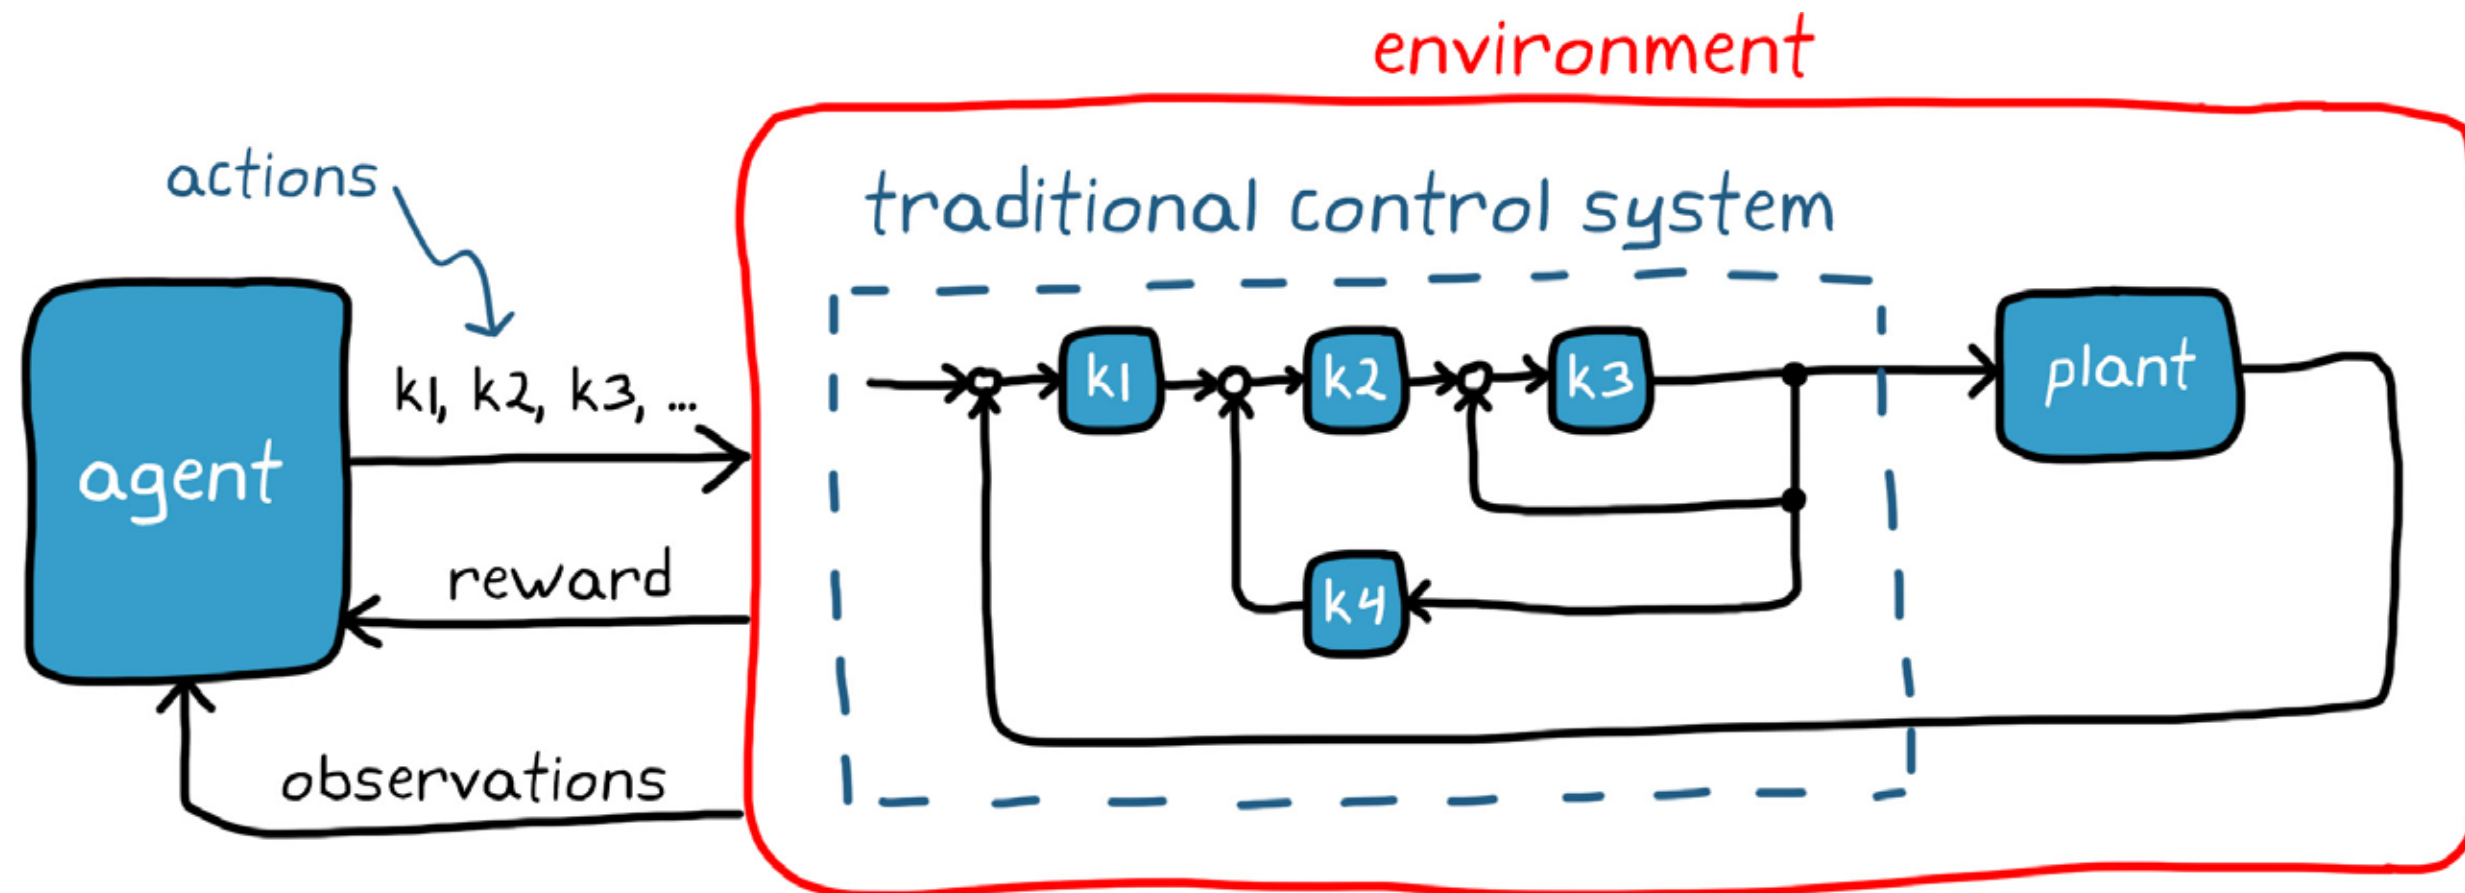 environment
actions
traditional control system
k1, k2, k3, ...
k1
k2
k3
plant
agent
reward
k4
observations